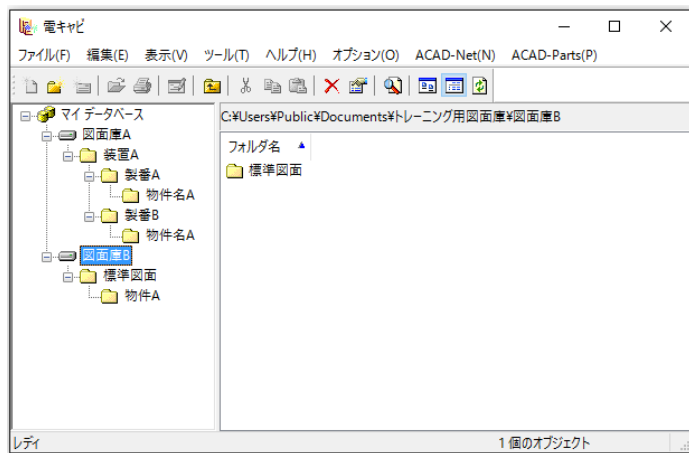 電キャビ
ファイル(F) 編集(E) 表示(V) ツール(T) ヘルプ(H) オプション(O) ACAD-Net(N) ACAD-Parts(P)
マイ データベース
図面庫A
装置A
製番A
物件名A
製番B
物件名A
図面庫B
標準図面
物件A
C:¥Users¥Public¥Documents¥トレーニング用図面庫¥図面庫B
フォルダ名
標準図面
レディ
1 個のオブジェクト